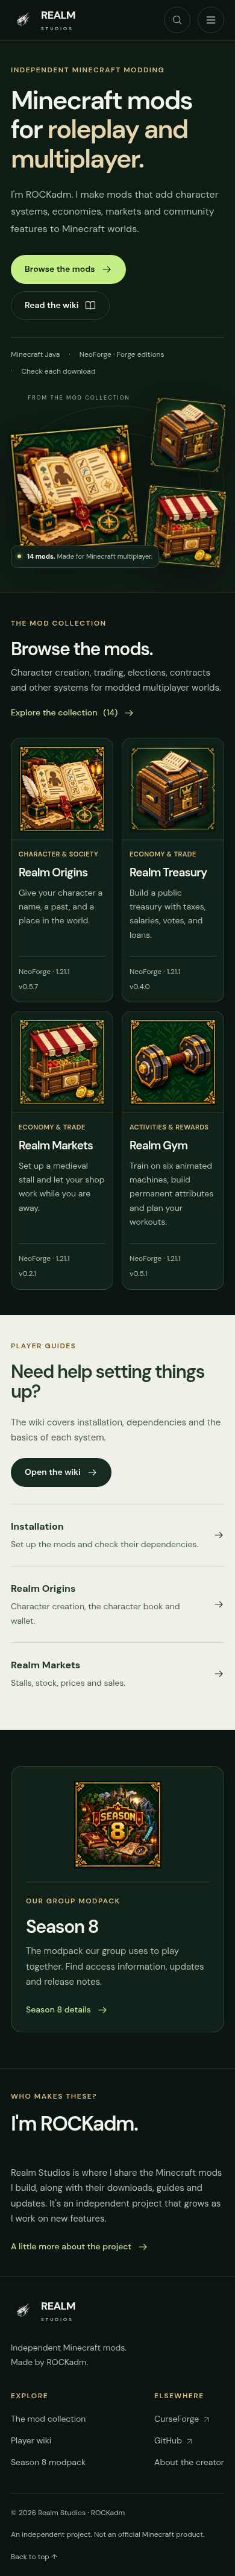 REALM
STUDIOS
INDEPENDENT MINECRAFT MODDING
Minecraft mods
for roleplay and
multiplayer.
I'm ROCKadm. I make mods that add character
systems, economies, markets and community
features to Minecraft worlds.
Browse the mods →
Read the wiki
Minecraft Java · NeoForge · Forge editions
· Check each download
FROM THE MOD COLLECTION
14 mods. Made for Minecraft multiplayer.
THE MOD COLLECTION
Browse the mods.
Character creation, trading, elections, contracts
and other systems for modded multiplayer worlds.
Explore the collection (14) →
CHARACTER & SOCIETY
Realm Origins
Give your character a
name, a past, and a
place in the world.
NeoForge · 1.21.1
v0.5.7
ECONOMY & TRADE
Realm Treasury
Build a public
treasury with taxes,
salaries, votes, and
loans.
NeoForge · 1.21.1
v0.4.0
ECONOMY & TRADE
Realm Markets
Set up a medieval
stall and let your shop
work while you are
away.
NeoForge · 1.21.1
v0.2.1
ACTIVITIES & REWARDS
Realm Gym
Train on six animated
machines, build
permanent attributes
and plan your
workouts.
NeoForge · 1.21.1
v0.5.1
PLAYER GUIDES
Need help setting things
up?
The wiki covers installation, dependencies and the
basics of each system.
Open the wiki →
Installation
Set up the mods and check their dependencies. →
Realm Origins
Character creation, the character book and
wallet. →
Realm Markets
Stalls, stock, prices and sales. →
SEASON
8
OUR GROUP MODPACK
Season 8
The modpack our group uses to play
together. Find access information, updates
and release notes.
Season 8 details →
WHO MAKES THESE?
I'm ROCKadm.
Realm Studios is where I share the Minecraft mods
I build, along with their downloads, guides and
updates. It's an independent project that grows as
I work on new features.
A little more about the project →
REALM
STUDIOS
Independent Minecraft mods.
Made by ROCKadm.
EXPLORE
The mod collection
Player wiki
Season 8 modpack
ELSEWHERE
CurseForge ↗
GitHub ↗
About the creator
© 2026 Realm Studios · ROCKadm
An independent project. Not an official Minecraft product.
Back to top ↑